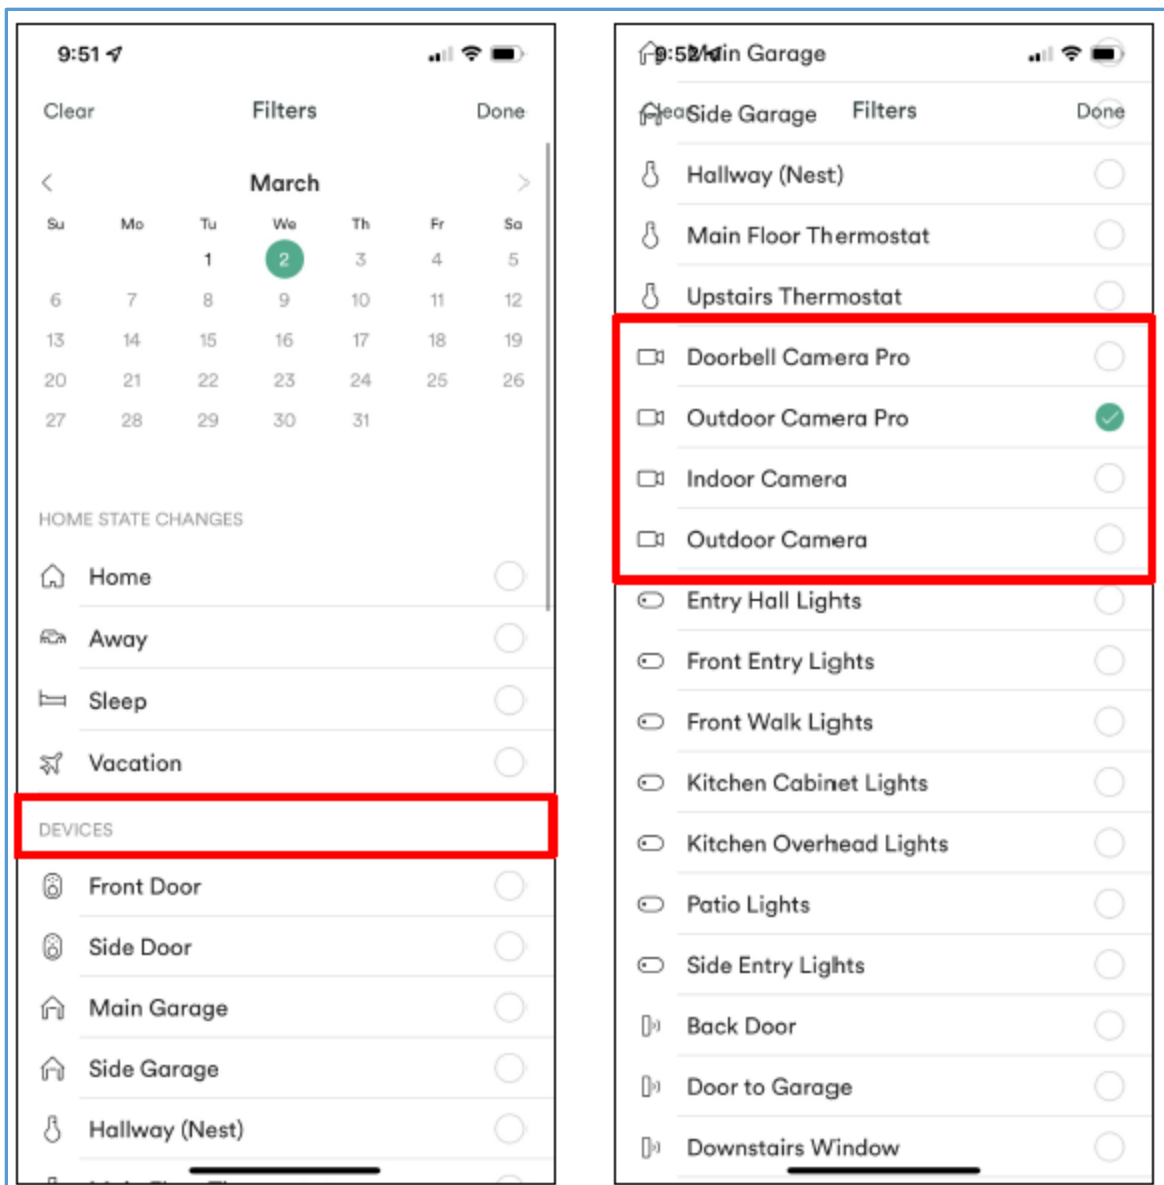 9:51
Clear Filters Done
March
Su Mo Tu We Th Fr Sa
1 2 3 4 5
6 7 8 9 10 11 12
13 14 15 16 17 18 19
20 21 22 23 24 25 26
27 28 29 30 31
HOME STATE CHANGES
Home
Away
Sleep
Vacation
DEVICES
Front Door
Side Door
Main Garage
Side Garage
Hallway (Nest)
9:52
Main Garage
Clear Filters Done
Side Garage
Hallway (Nest)
Main Floor Thermostat
Upstairs Thermostat
Doorbell Camera Pro
Outdoor Camera Pro
Indoor Camera
Outdoor Camera
Entry Hall Lights
Front Entry Lights
Front Walk Lights
Kitchen Cabinet Lights
Kitchen Overhead Lights
Patio Lights
Side Entry Lights
Back Door
Door to Garage
Downstairs Window